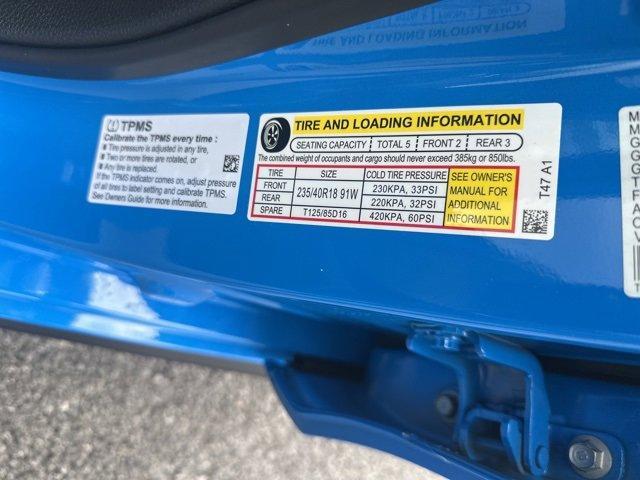 TIRE AND LOADING INFORMATION
TPMS
Calibrate the TPMS every time :
Tire pressure is adjusted in any tire,
Two or more tires are rotated, or
Any tire is replaced.
If the TPMS indicator comes on, adjust pressure
of all tires to label setting and calibrate TPMS.
See Owners Guide for more information.
TIRE AND LOADING INFORMATION
SEATING CAPACITY TOTAL 5 FRONT 2 REAR 3
The combined weight of occupants and cargo should never exceed 385kg or 850lbs.
TIRE SIZE COLD TIRE PRESSURE
FRONT 235/40R18 91W 230KPA, 33PSI
REAR 220KPA, 32PSI
SPARE T125/85D16 420KPA, 60PSI
SEE OWNER'S
MANUAL FOR
ADDITIONAL
INFORMATION
T47 A1